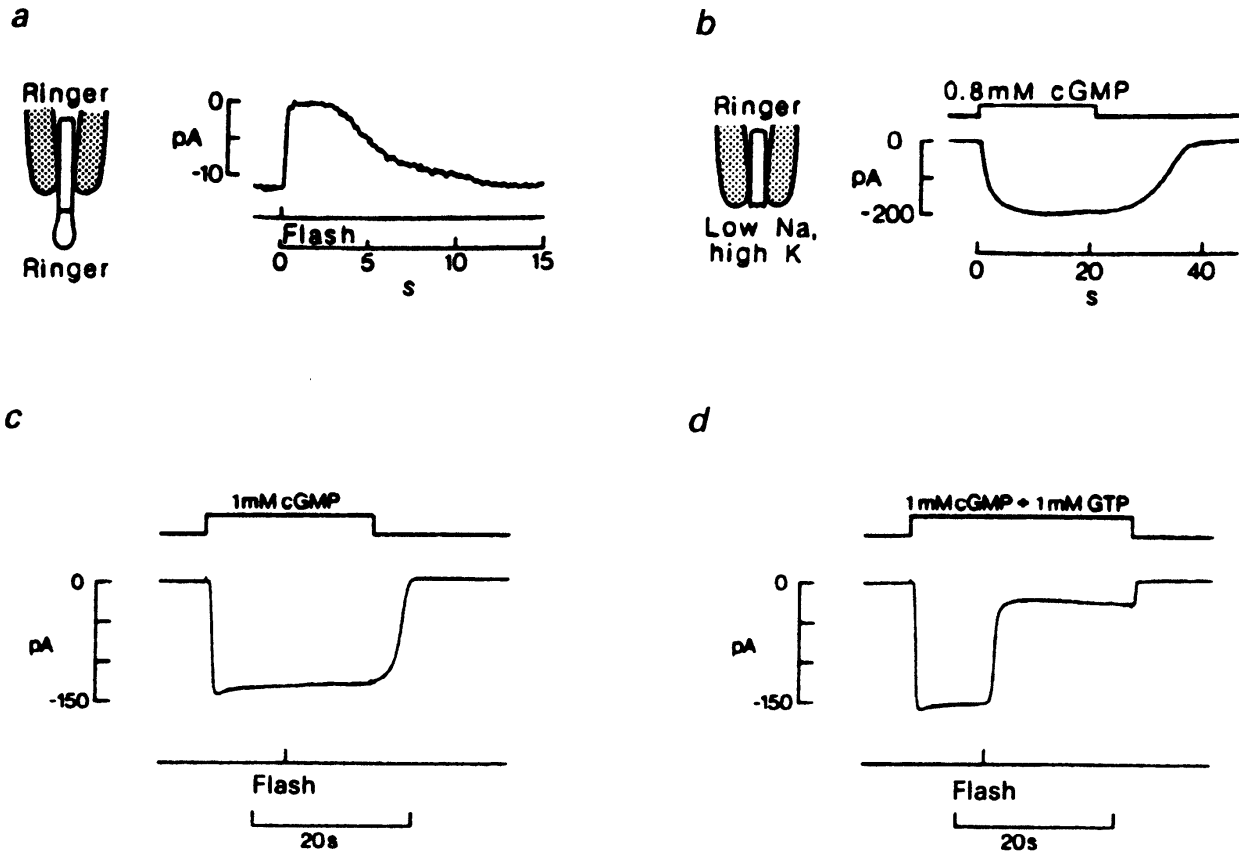 a
Ringer
Ringer
0
pA
-10
Flash
0 5 10 15
s
b
Ringer
Low Na,
high K
0.8mM cGMP
0
pA
-200
0 20 40
s
c
1mM cGMP
0
pA
-150
Flash
20s
d
1mM cGMP + 1mM GTP
0
pA
-150
Flash
20s